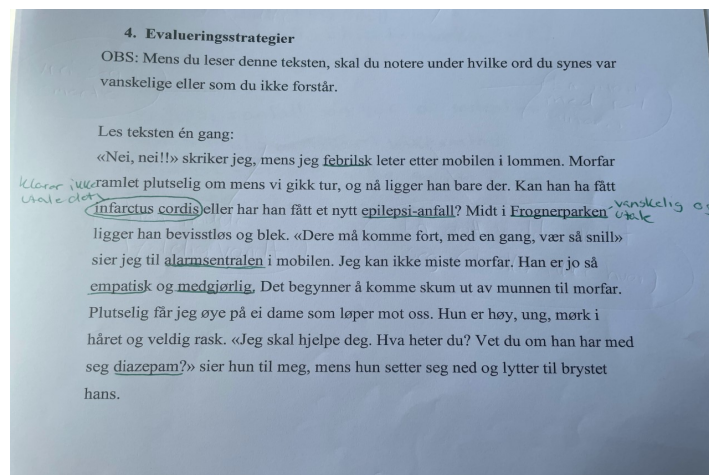 4. Evalueringsstrategier
OBS: Mens du leser denne teksten, skal du notere under hvilke ord du synes var
vanskelige eller som du ikke forstår.
Les teksten én gang:
«Nei, nei!!» skriker jeg, mens jeg febrilsk leter etter mobilen i lommen. Morfar
klarer ikke
ramlet plutselig om mens vi gikk tur, og nå ligger han bare der. Kan han ha fått
utale det
infarctus cordis eller har han fått et nytt epilepsi-anfall? Midt i Frognerparken
-vanskelig og
utale
ligger han bevisstløs og blek. «Dere må komme fort, med en gang, vær så snill»
sier jeg til alarmsentralen i mobilen. Jeg kan ikke miste morfar. Han er jo så
empatisk og medgjørlig, Det begynner å komme skum ut av munnen til morfar.
Plutselig får jeg øye på ei dame som løper mot oss. Hun er høy, ung, mørk i
håret og veldig rask. «Jeg skal hjelpe deg. Hva heter du? Vet du om han har med
seg diazepam?» sier hun til meg, mens hun setter seg ned og lytter til brystet
hans.